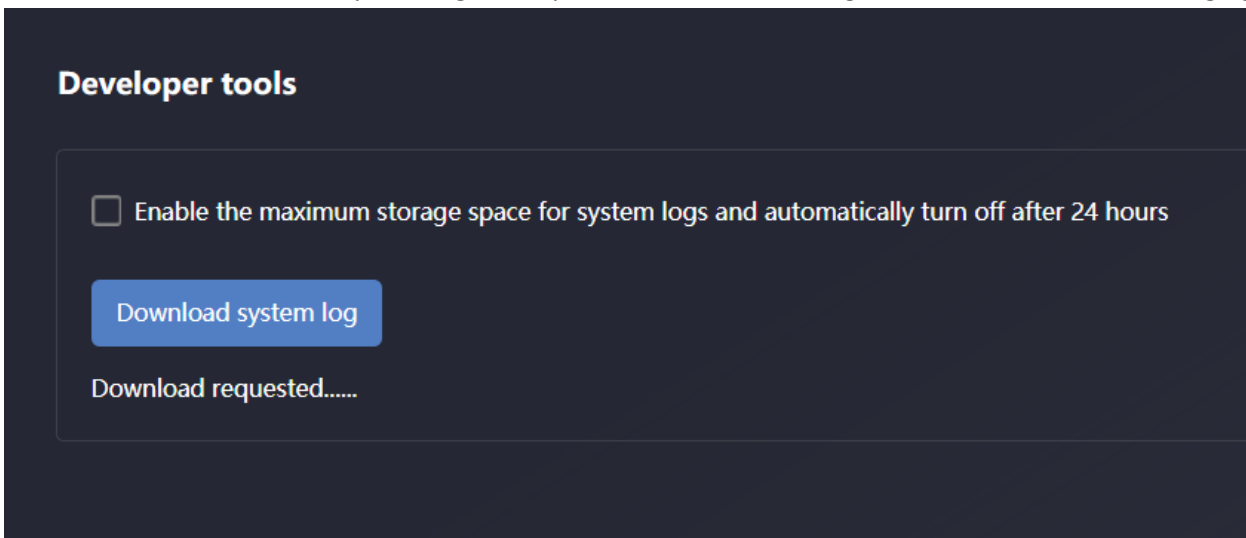 Developer tools
Enable the maximum storage space for system logs and automatically turn off after 24 hours
Download system log
Download requested......